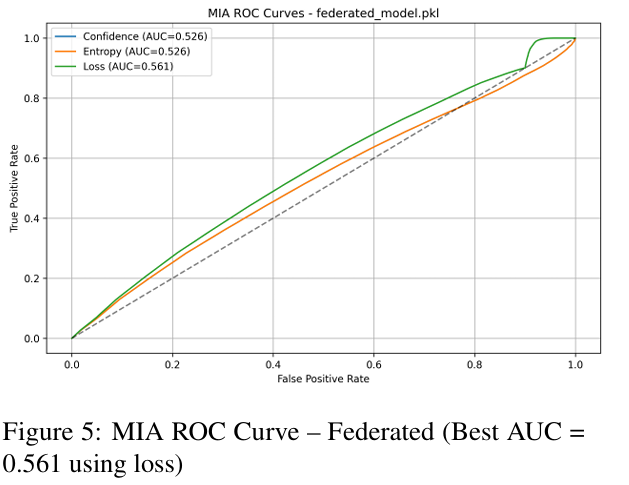 MIA ROC Curves - federated_model.pkl
Confidence (AUC=0.526)
Entropy (AUC=0.526)
Loss (AUC=0.561)
1.0
0.8
0.6
0.4
0.2
0.0
True Positive Rate
0.0 0.2 0.4 0.6 0.8 1.0
False Positive Rate
Figure 5: MIA ROC Curve – Federated (Best AUC =
0.561 using loss)